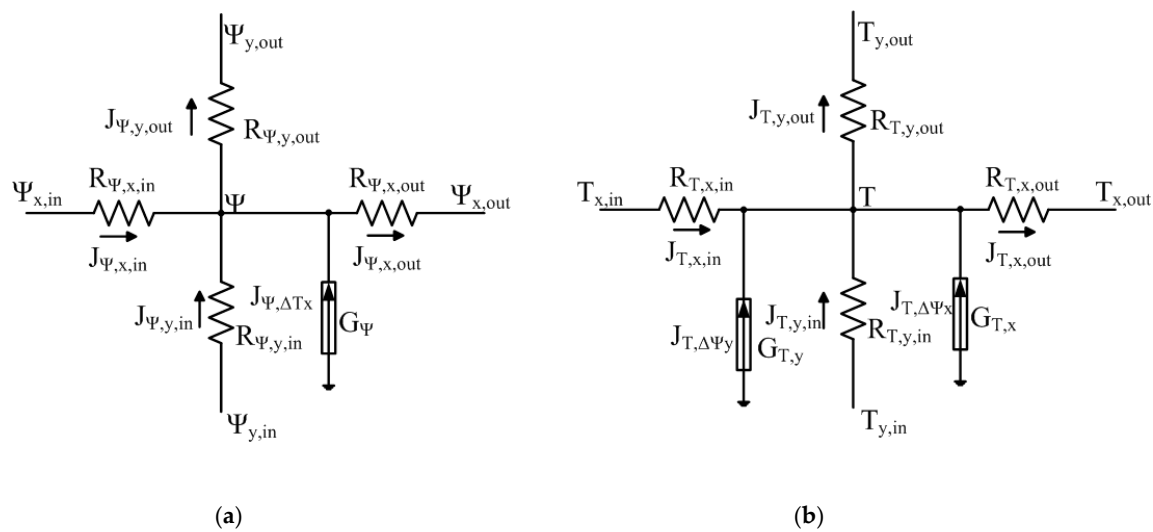 Ψy,out
JΨ,y,out
RΨ,y,out
Ψx,in
RΨ,x,in
Ψ
RΨ,x,out
Ψx,out
JΨ,x,in
JΨ,x,out
JΨ,y,in
RΨ,y,in
JΨ,ΔTx
GΨ
Ψy,in
(a)
Ty,out
JT,y,out
RT,y,out
Tx,in
RT,x,in
T
RT,x,out
Tx,out
JT,x,in
JT,x,out
JT,ΔΨy
GT,y
JT,y,in
RT,y,in
JT,ΔΨx
GT,x
Ty,in
(b)